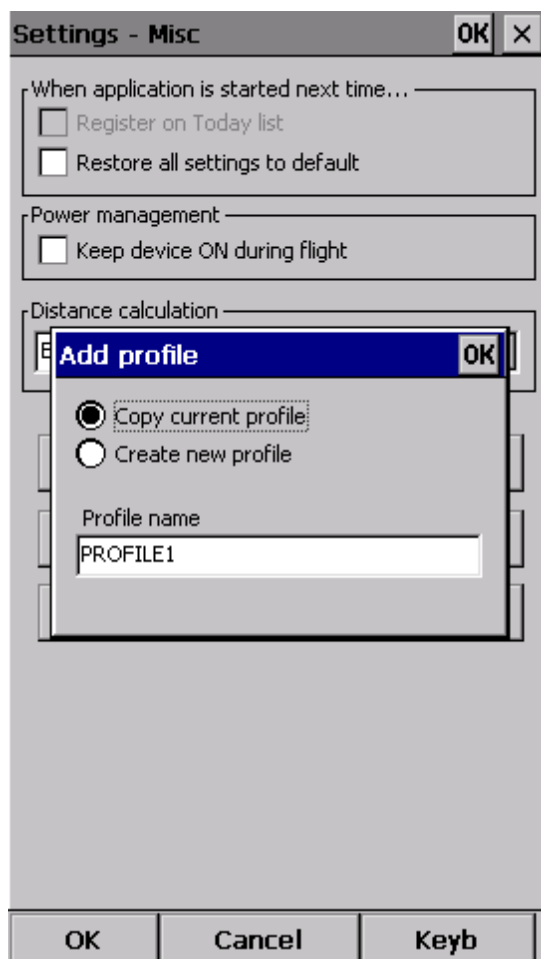 Settings - Misc OK
When application is started next time...
Register on Today list
Restore all settings to default
Power management
Keep device ON during flight
Distance calculation
Add profile OK
Copy current profile
Create new profile
Profile name
PROFILE1
OK Cancel Keyb